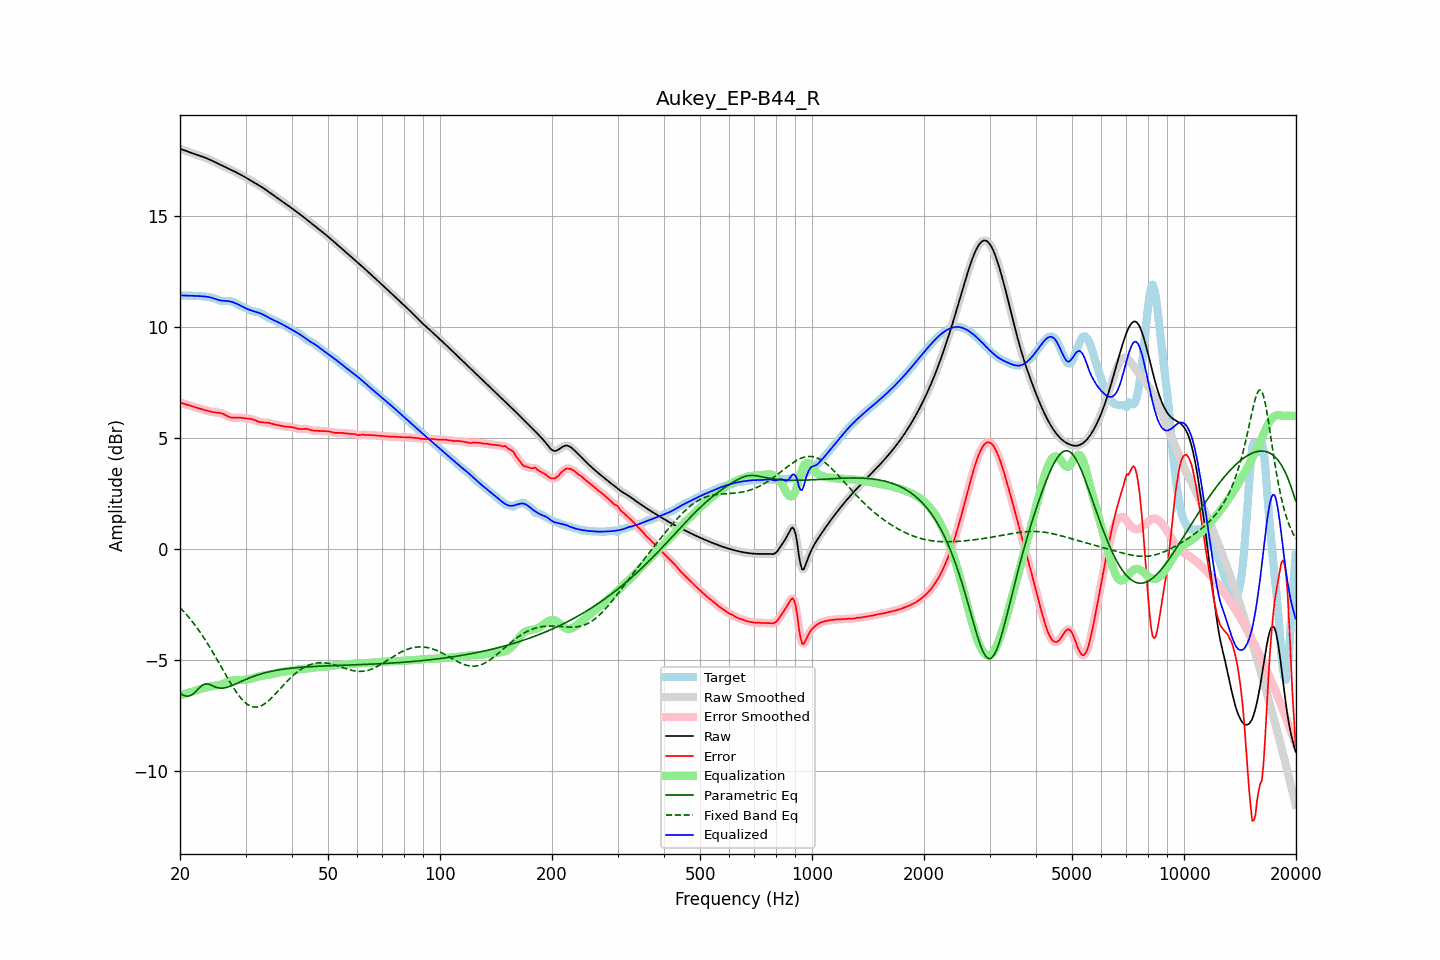 Aukey_EP-B44_R
Amplitude (dBr)
15
10
5
0
−5
−10
Target
Raw Smoothed
Error Smoothed
Raw
Error
Equalization
Parametric Eq
Fixed Band Eq
Equalized
20
50
100
200
500
1000
2000
5000
10000
20000
Frequency (Hz)